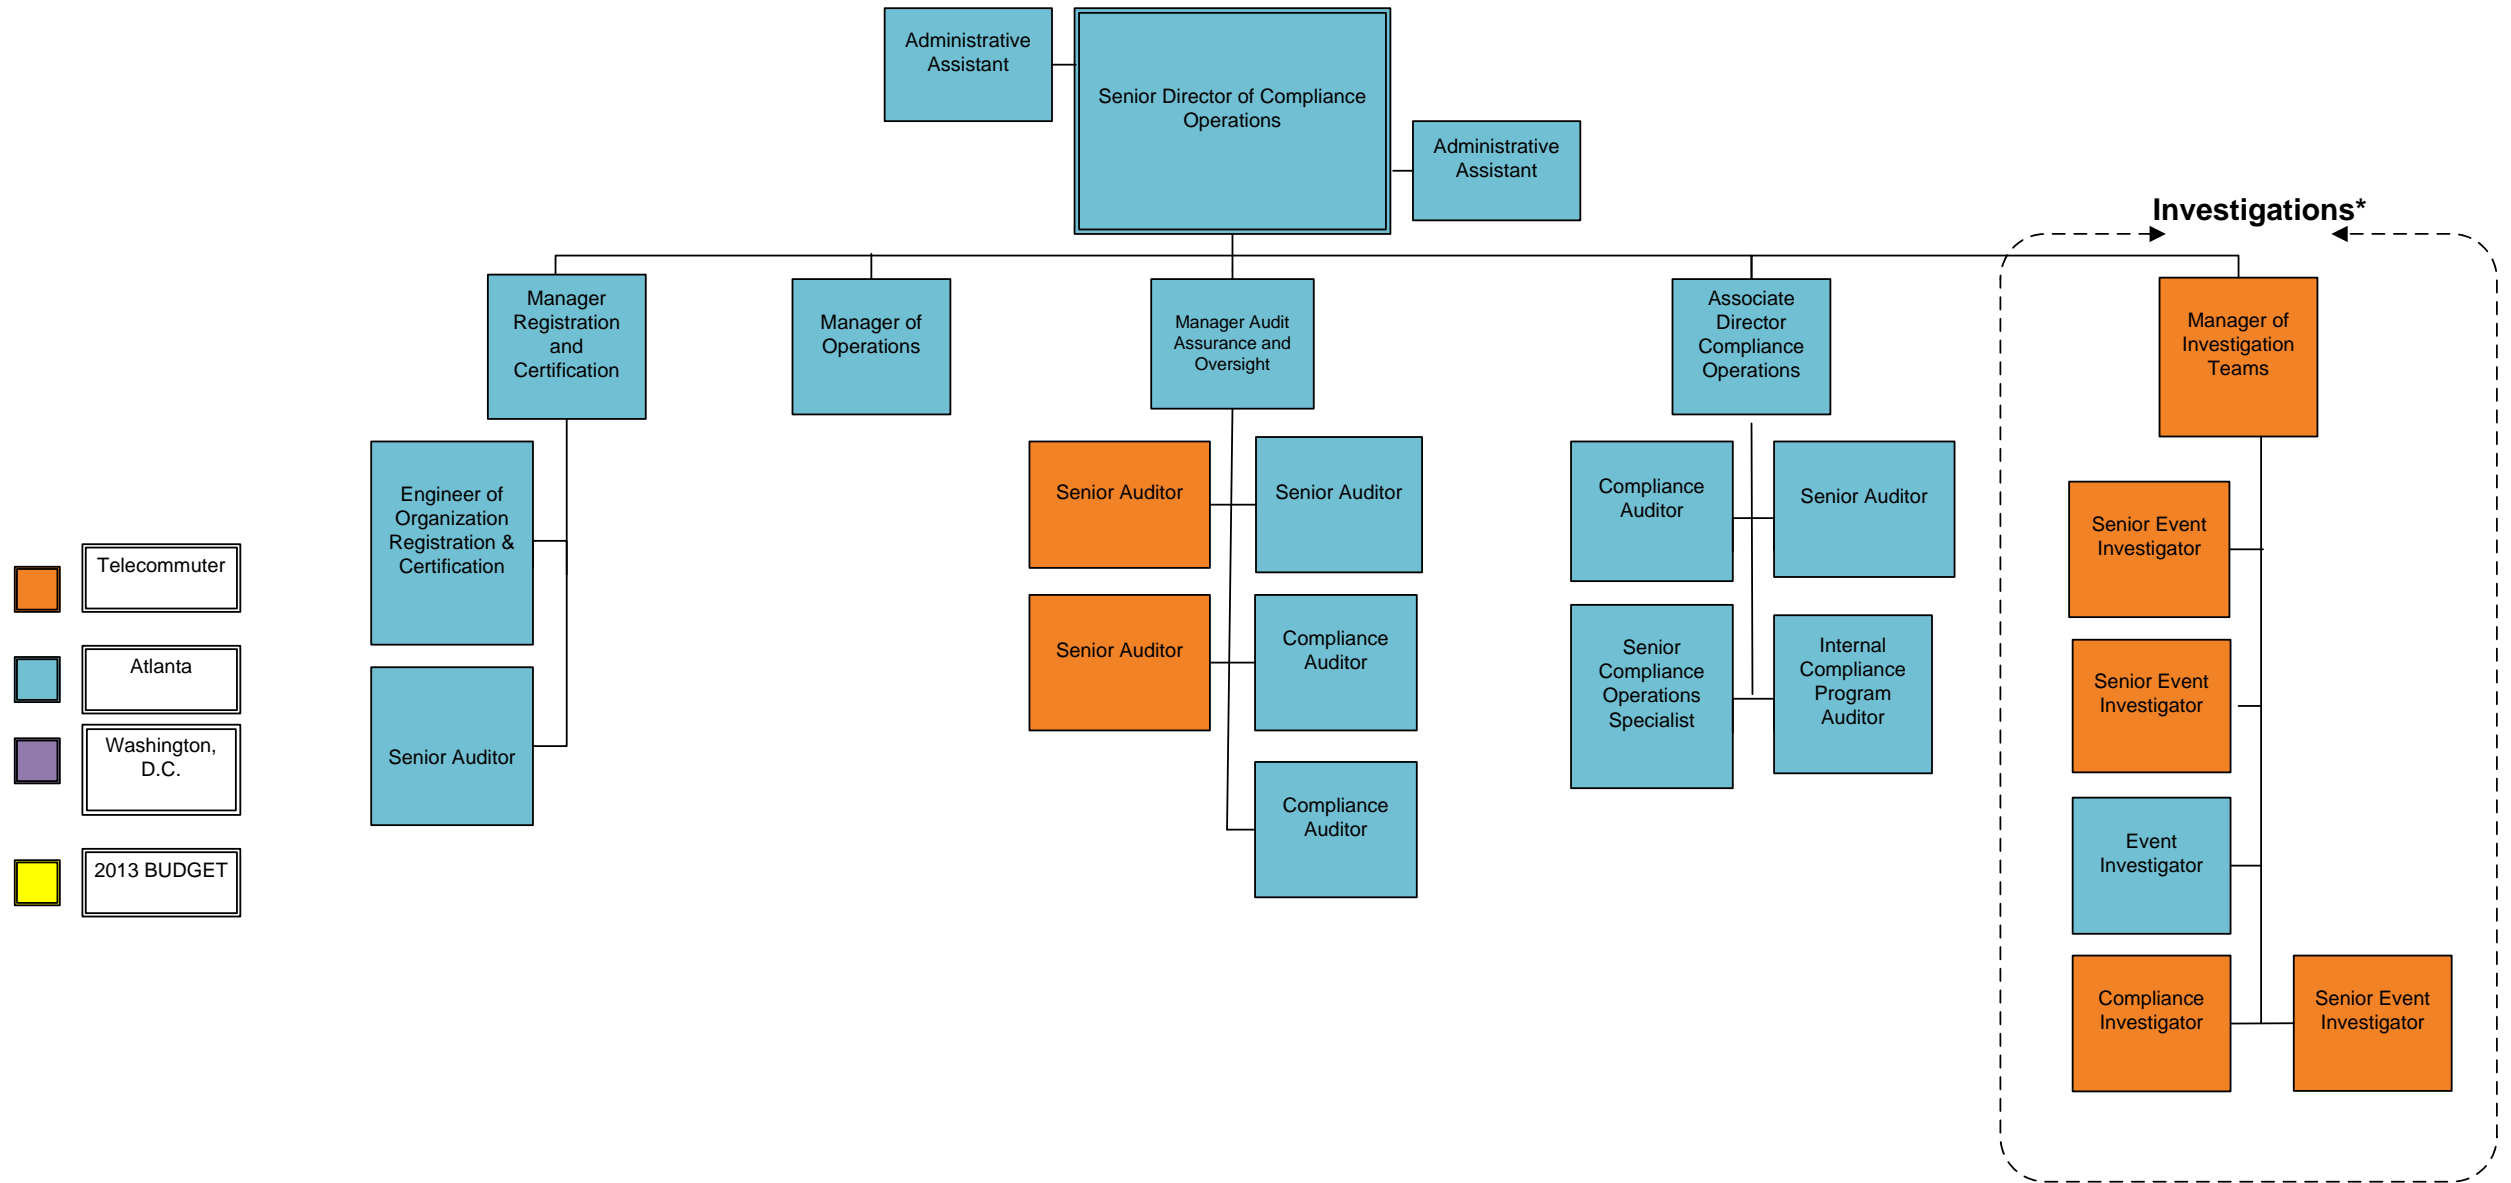 Administrative
Assistant
Senior Director of Compliance
Operations
Administrative
Assistant
Investigations*
Manager
Registration
and
Certification
Manager of
Operations
Manager Audit
Assurance and
Oversight
Associate
Director
Compliance
Operations
Manager of
Investigation
Teams
Engineer of
Organization
Registration &
Certification
Senior Auditor
Senior Auditor
Senior Auditor
Senior Auditor
Compliance
Auditor
Compliance
Auditor
Compliance
Auditor
Senior Auditor
Senior
Compliance
Operations
Specialist
Internal
Compliance
Program
Auditor
Senior Event
Investigator
Senior Event
Investigator
Event
Investigator
Compliance
Investigator
Senior Event
Investigator
Telecommuter
Atlanta
Washington,
D.C.
2013 BUDGET